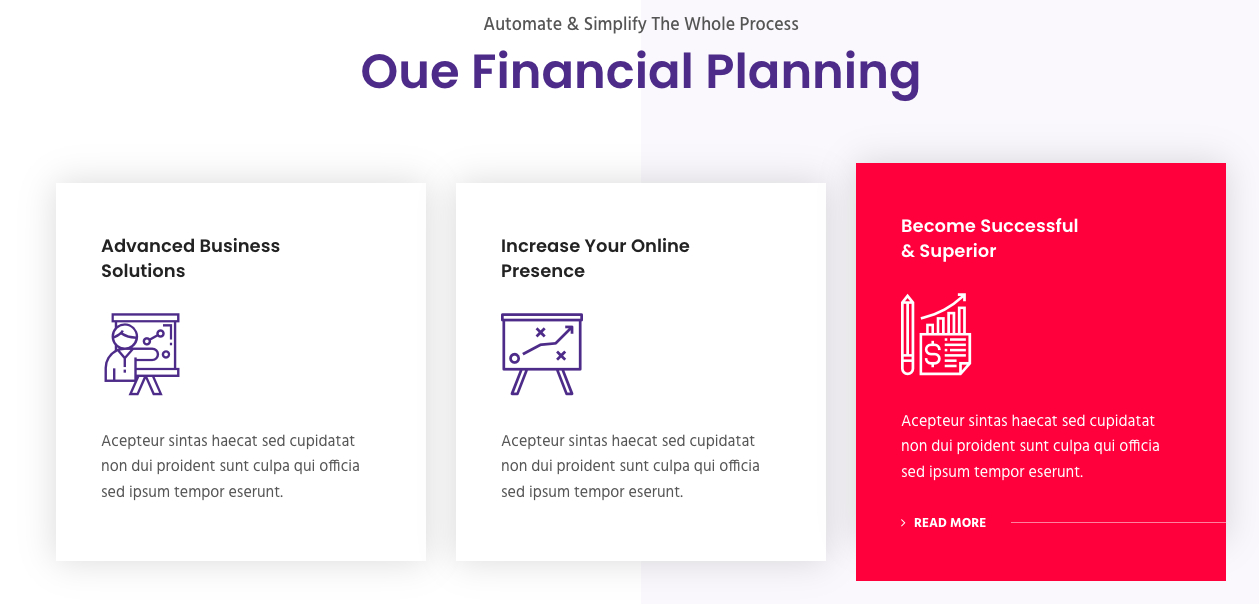 Automate & Simplify The Whole Process
Oue Financial Planning
Advanced Business
Solutions
Acepteur sintas haecat sed cupidatat
non dui proident sunt culpa qui officia
sed ipsum tempor eserunt.
Increase Your Online
Presence
Acepteur sintas haecat sed cupidatat
non dui proident sunt culpa qui officia
sed ipsum tempor eserunt.
Become Successful
& Superior
$
Acepteur sintas haecat sed cupidatat
non dui proident sunt culpa qui officia
sed ipsum tempor eserunt.
READ MORE